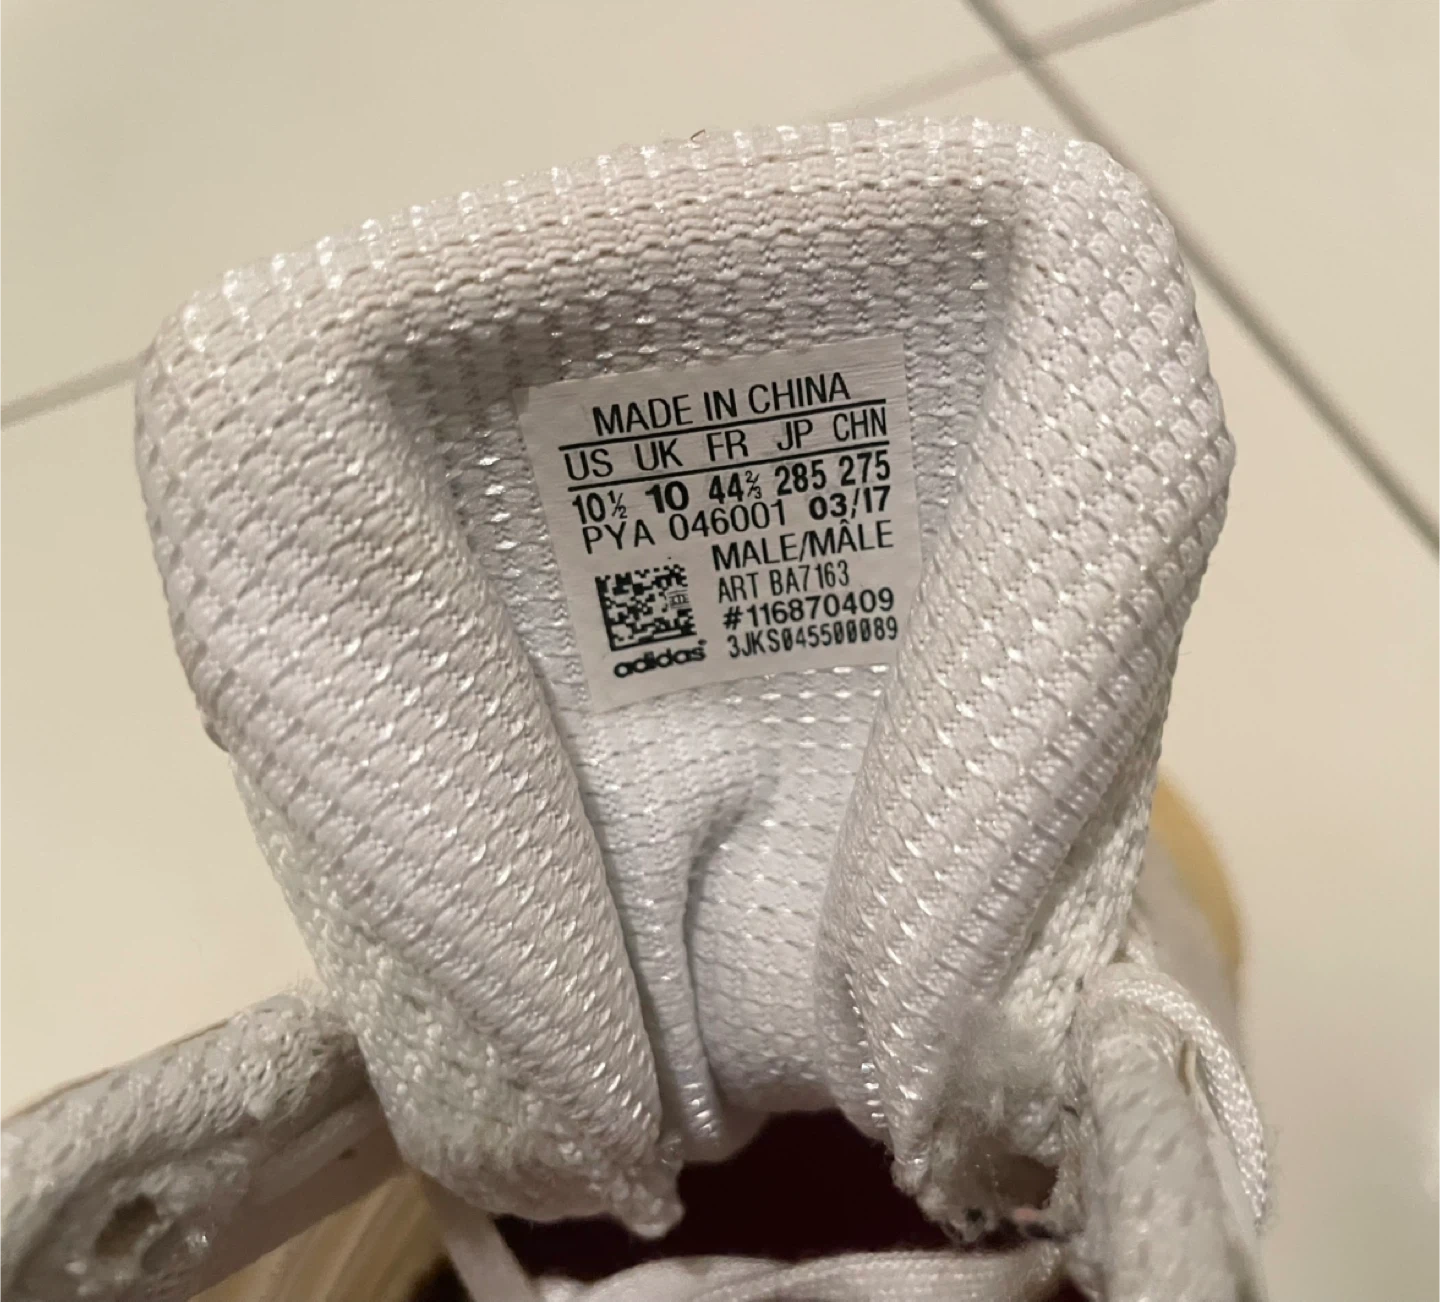 MADE IN CHINA
US UK FR JP CHN
10½ 10 44⅔ 285 275
PYA 046001 03/17
MALE/MÂLE
ART BA7163
#116870409
3JKS045500089
adidas